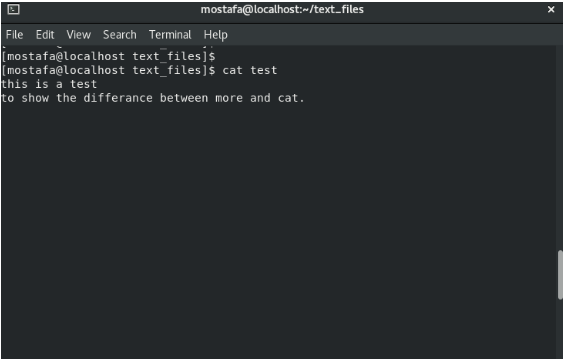 mostafa@localhost:~/text_files
File Edit View Search Terminal Help
[mostafa@localhost text_files]$
[mostafa@localhost text_files]$ cat test
this is a test
to show the differance between more and cat.